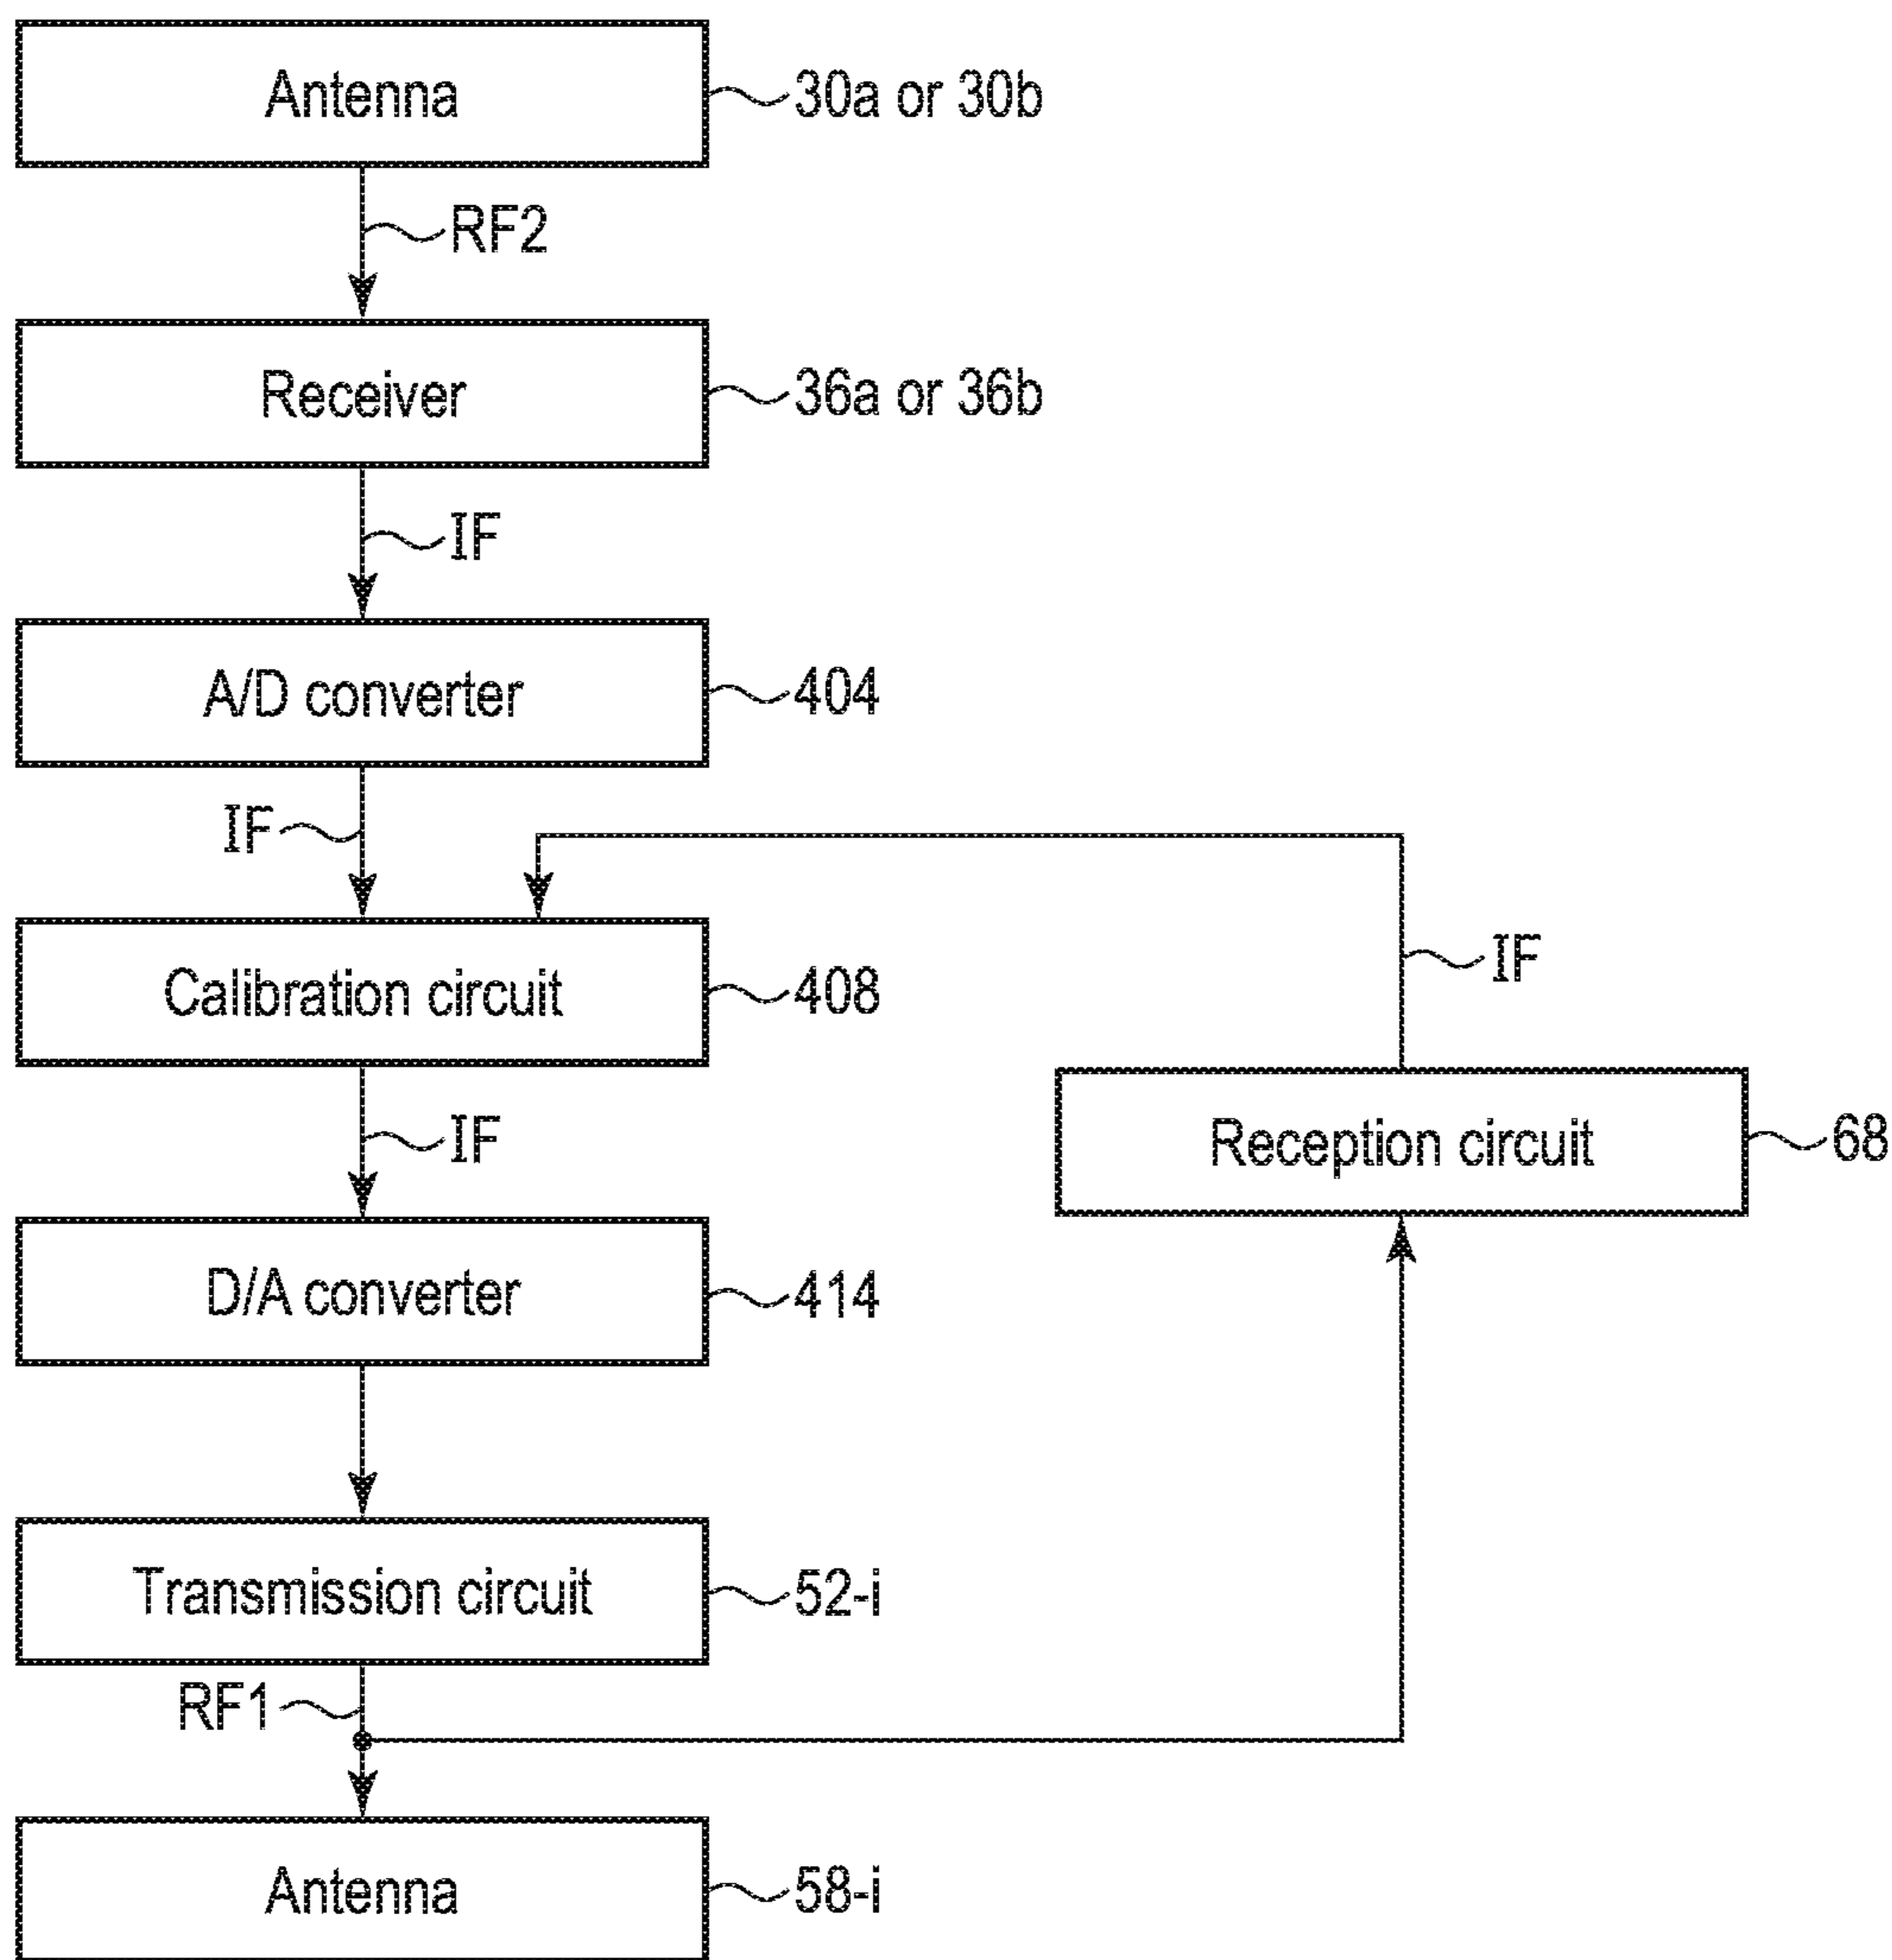 Antenna
30a or 30b
RF2
Receiver
36a or 36b
IF
A/D converter
404
IF
Calibration circuit
408
IF
IF
Reception circuit
68
D/A converter
414
Transmission circuit
52-i
RF1
Antenna
58-i